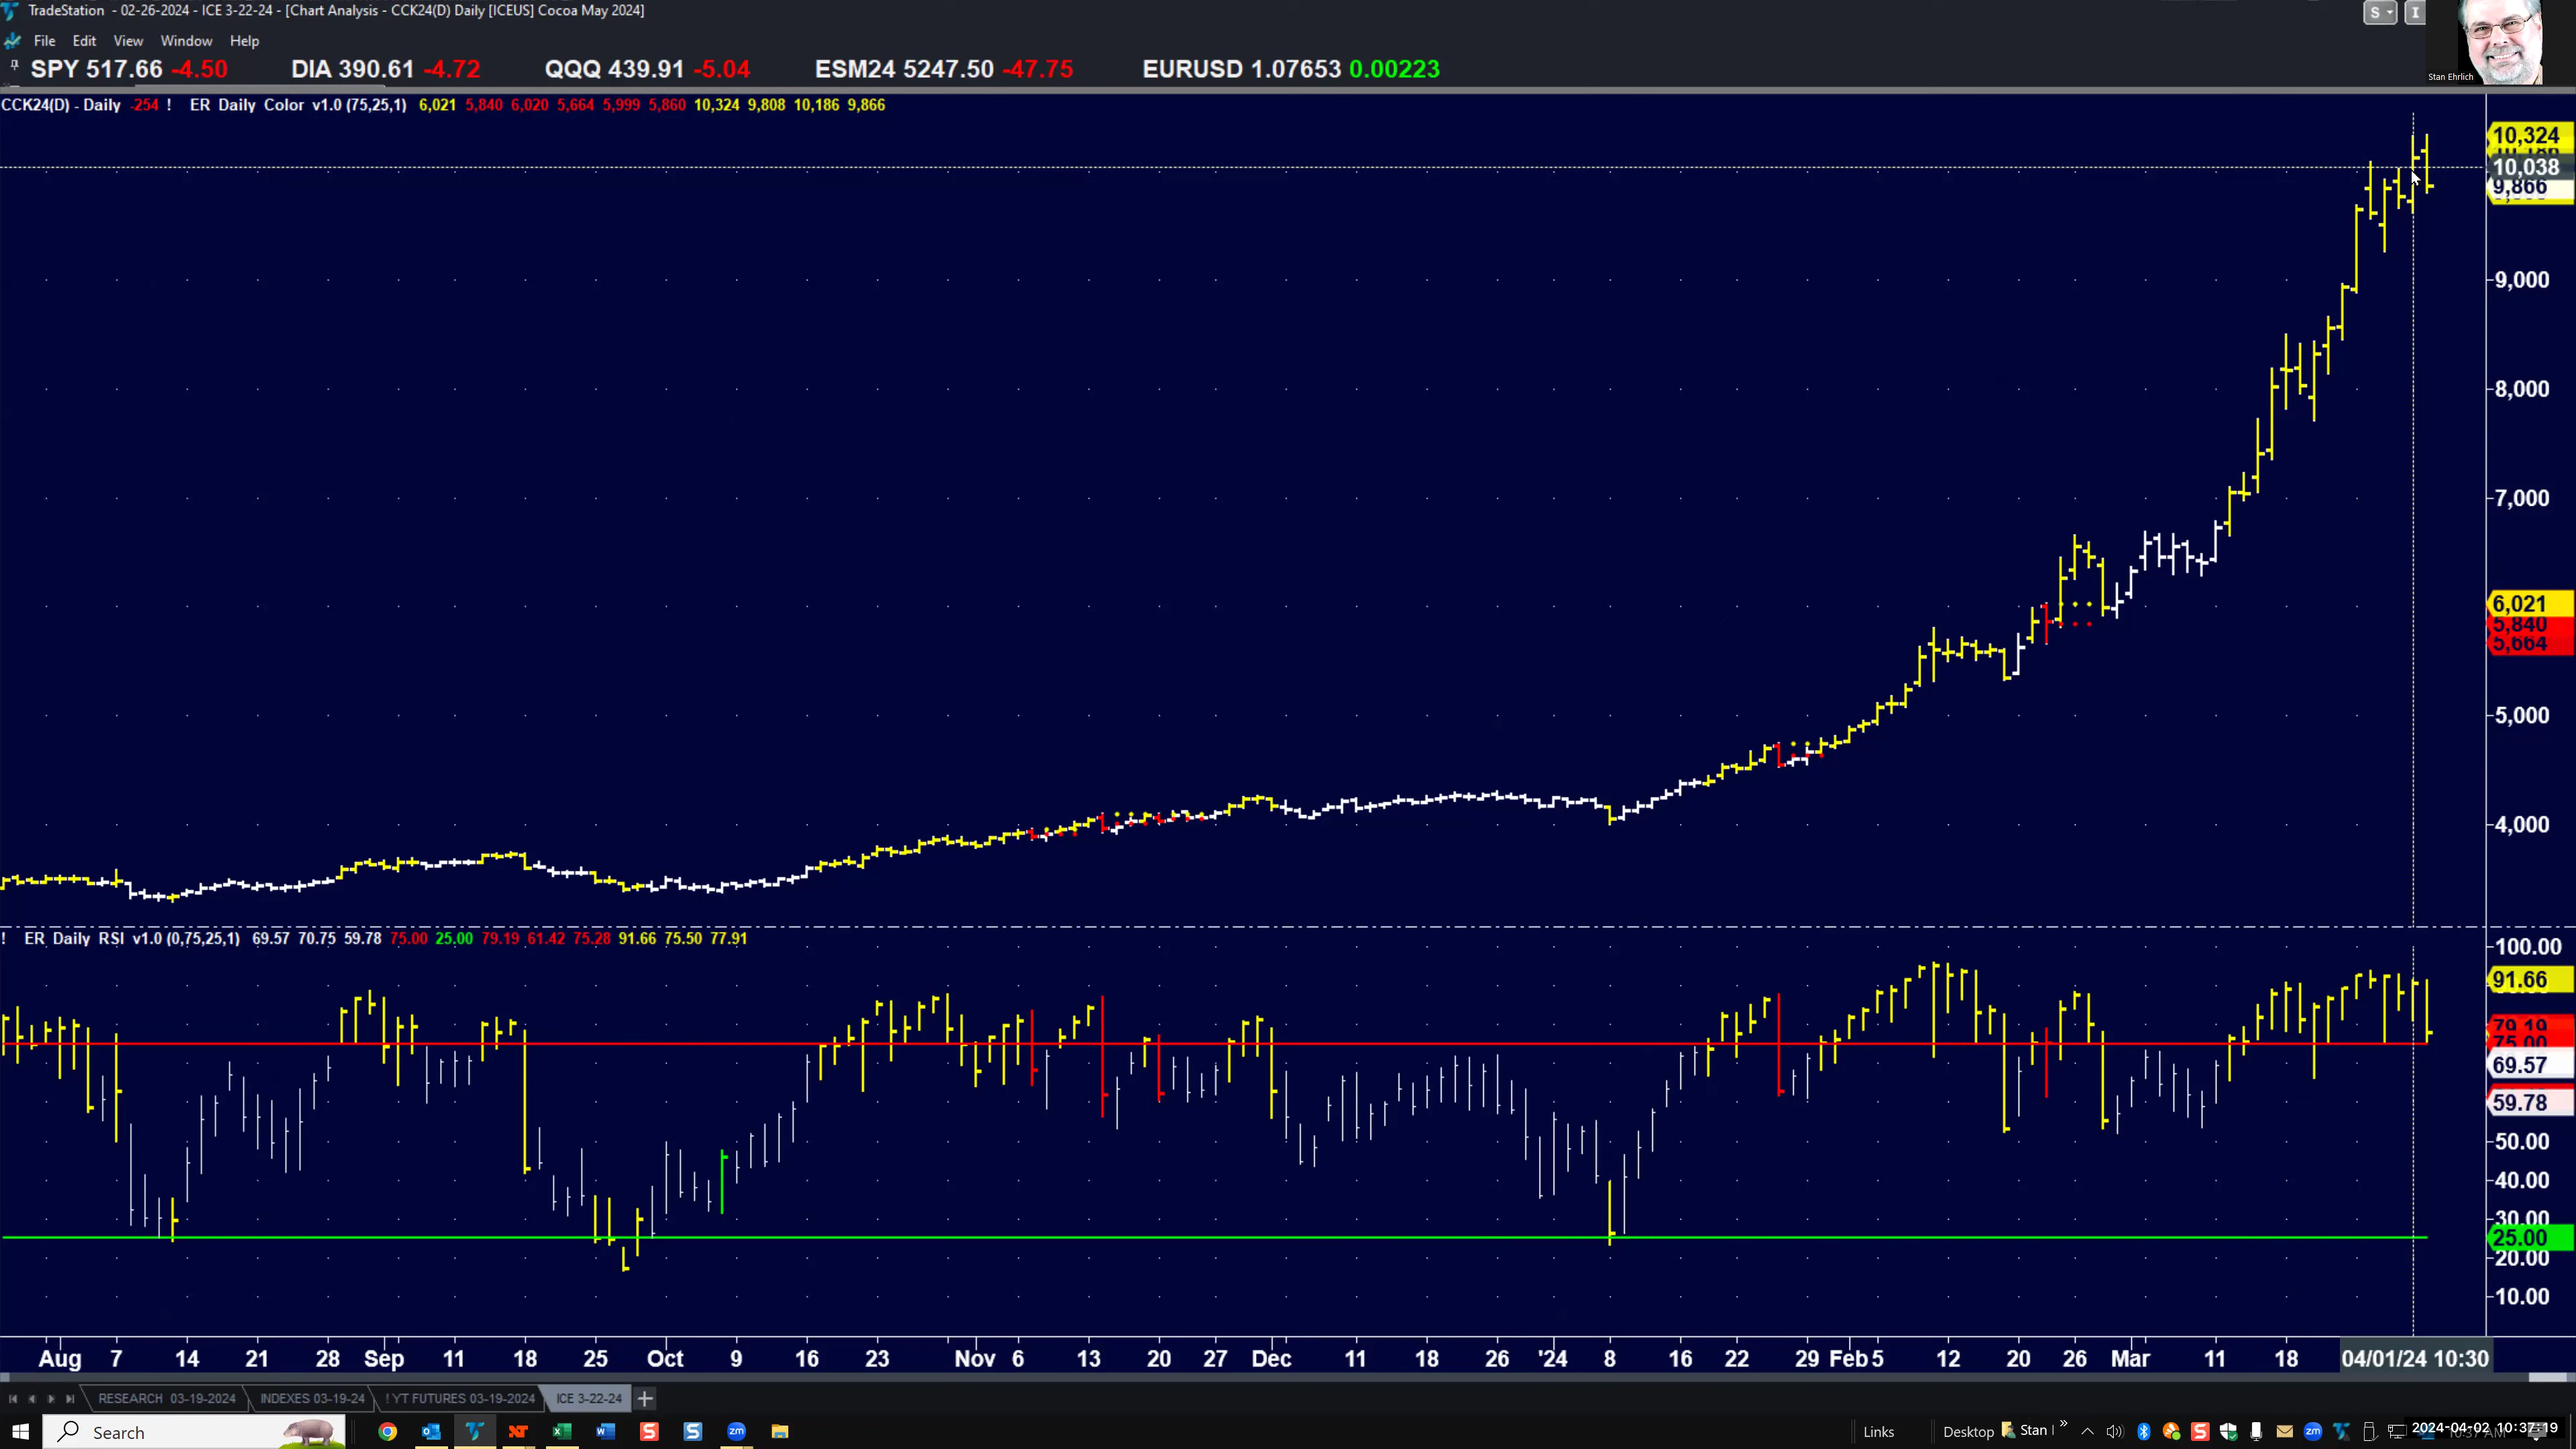 TradeStation - 02-26-2024 - ICE 3-22-24 - [Chart Analysis - CCK24(D) Daily [ICEUS] Cocoa May 2024]
S I
File Edit View Window Help
SPY 517.66 -4.50 DIA 390.61 -4.72 QQQ 439.91 -5.04 ESM24 5247.50 -47.75 EURUSD 1.07653 0.00223
Stan Ehrlich
CCK24(D) - Daily -254 ! ER Daily Color v1.0 (75,25,1) 6,021 5,840 6,020 5,664 5,999 5,860 10,324 9,808 10,186 9,866
10,324
10,038
9,866
9,000
8,000
7,000
6,021
5,840
5,664
5,000
4,000
! ER Daily RSI v1.0 (0,75,25,1) 69.57 70.75 59.78 75.00 25.00 79.19 61.42 75.28 91.66 75.50 77.91
100.00
91.66
79.19
75.00
69.57
59.78
50.00
40.00
30.00
25.00
20.00
10.00
Aug 7 14 21 28 Sep 11 18 25 Oct 9 16 23 Nov 6 13 20 27 Dec 11 18 26 '24 8 16 22 29 Feb 5 12 20 26 Mar 11 18 04/01/24 10:30
RESEARCH 03-19-2024 INDEXES 03-19-24 ! YT FUTURES 03-19-2024 ICE 3-22-24 +
Search Links Desktop Stan 2024-04-02 10:37:19